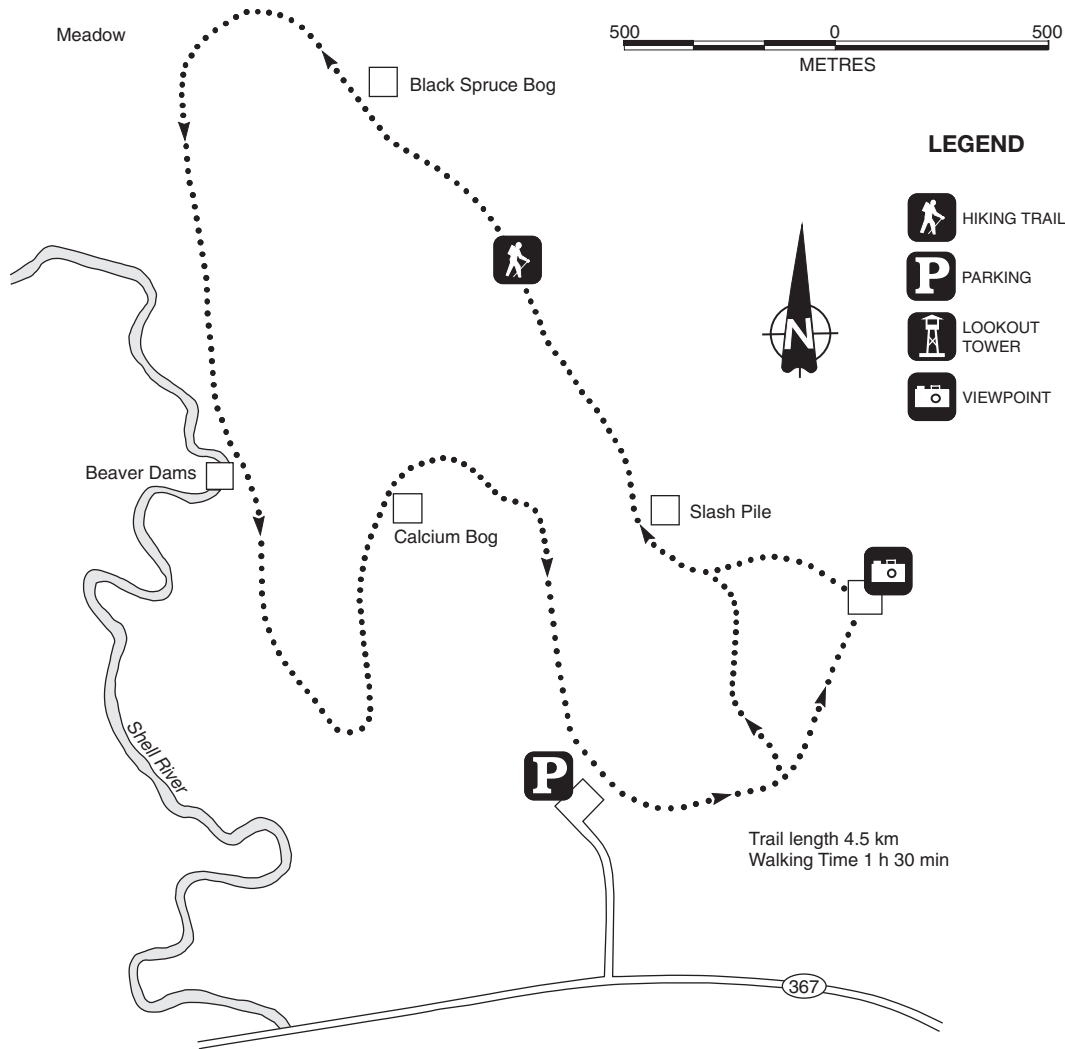 Meadow
500 0 500
METRES
Black Spruce Bog
LEGEND
HIKING TRAIL
P PARKING
LOOKOUT
TOWER
VIEWPOINT
N
Beaver Dams
Calcium Bog
Slash Pile
Shell River
P
Trail length 4.5 km
Walking Time 1 h 30 min
367